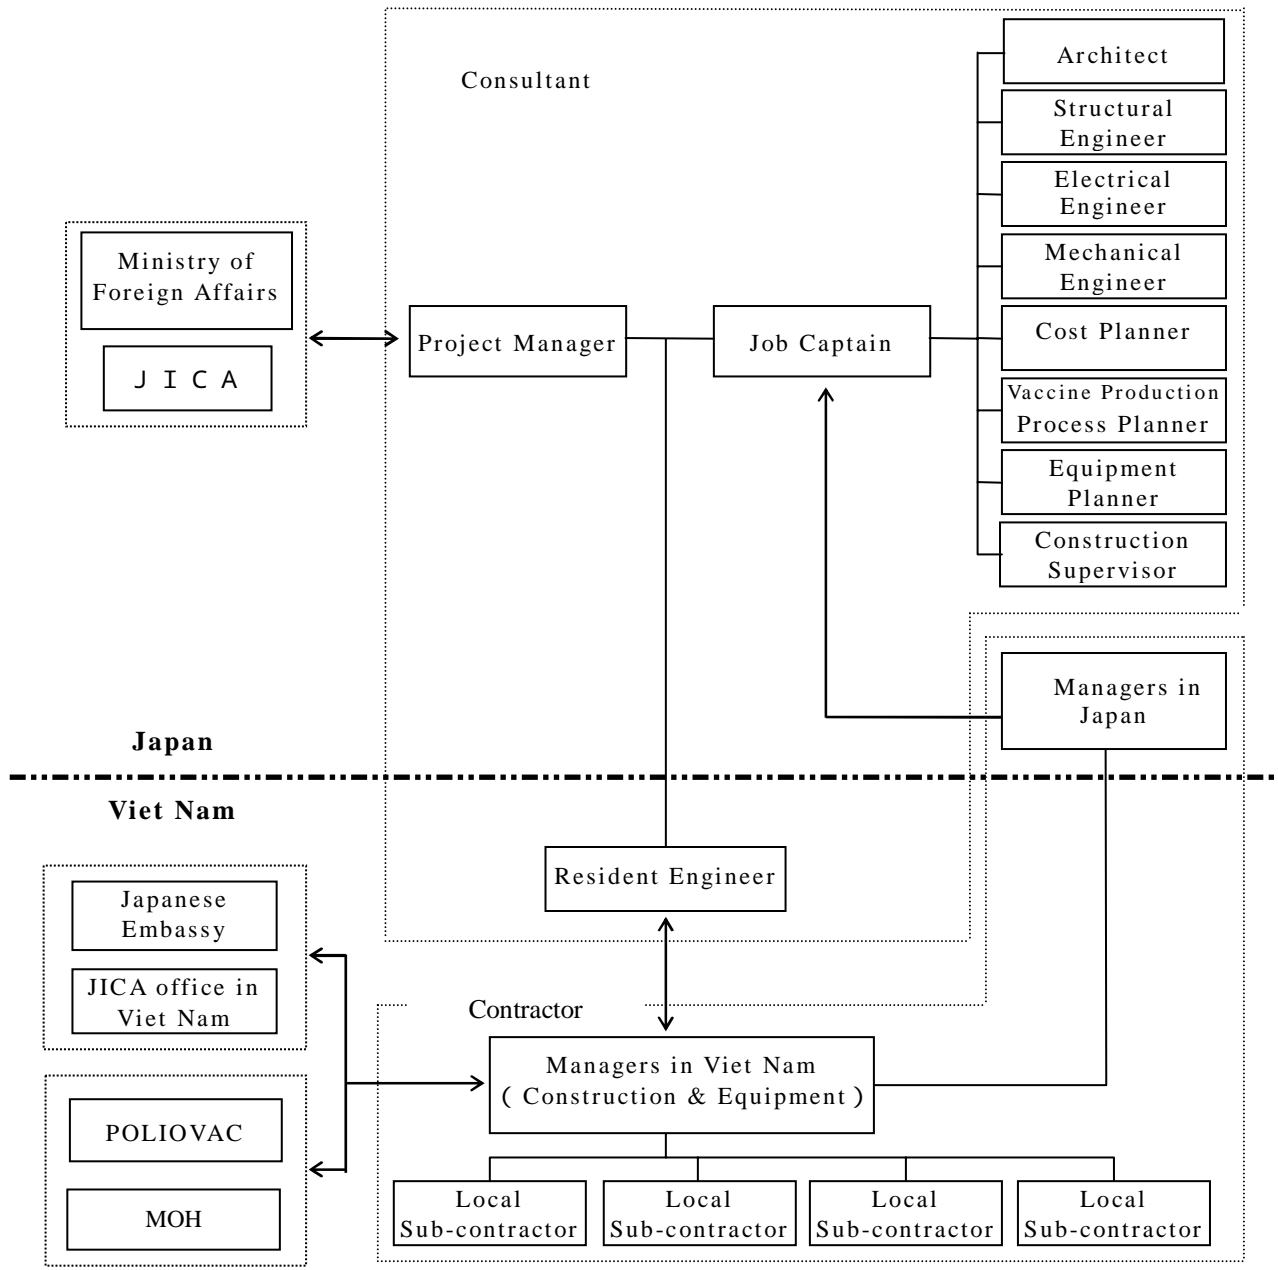 Consultant
Architect
Structural
Engineer
Electrical
Engineer
Mechanical
Engineer
Cost Planner
Vaccine Production
Process Planner
Equipment
Planner
Construction
Supervisor
Ministry of
Foreign Affairs
ＪＩＣＡ
Project Manager
Job Captain
Managers in
Japan
Japan
Viet Nam
Resident Engineer
Japanese
Embassy
JICA office in
Viet Nam
POLIOVAC
MOH
Contractor
Managers in Viet Nam
（Construction & Equipment）
Local
Sub-contractor
Local
Sub-contractor
Local
Sub-contractor
Local
Sub-contractor